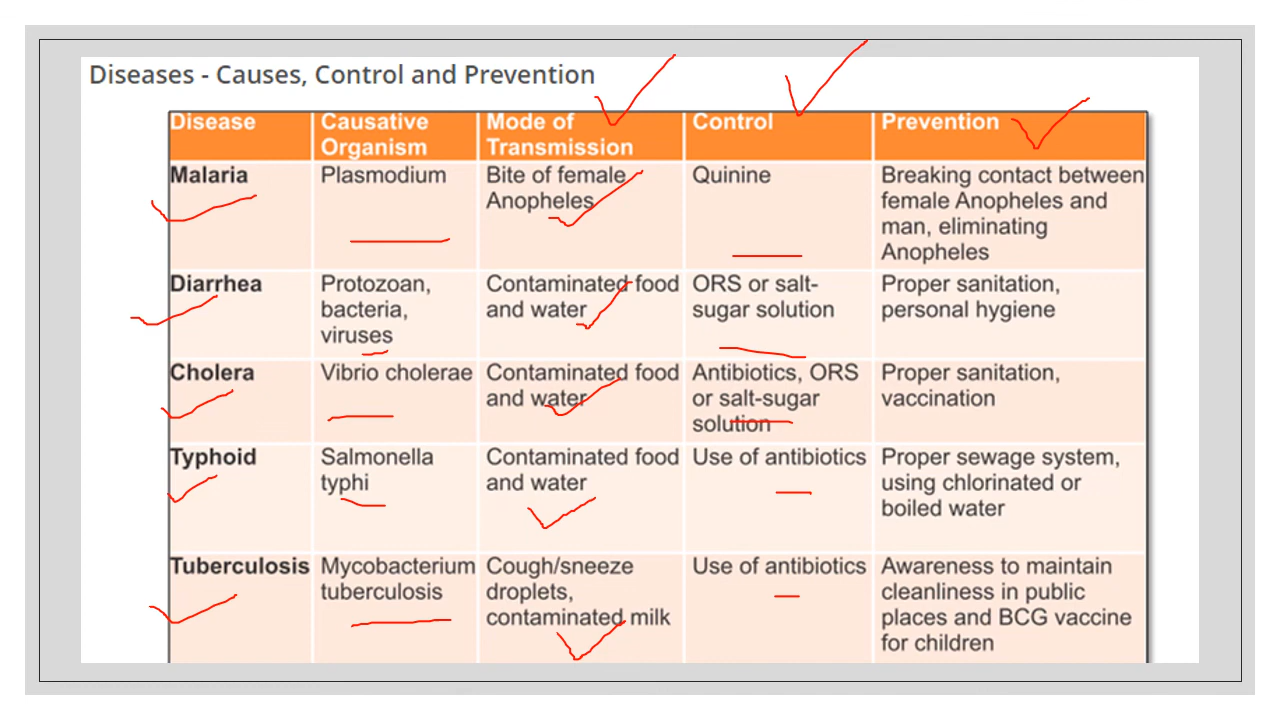 Diseases - Causes, Control and Prevention
Disease
Causative
Organism
Mode of
Transmission
Control
Prevention
Malaria
Plasmodium
Bite of female
Anopheles
Quinine
Breaking contact between
female Anopheles and
man, eliminating
Anopheles
Diarrhea
Protozoan,
bacteria,
viruses
Contaminated food
and water
ORS or salt-
sugar solution
Proper sanitation,
personal hygiene
Cholera
Vibrio cholerae
Contaminated food
and water
Antibiotics, ORS
or salt-sugar
solution
Proper sanitation,
vaccination
Typhoid
Salmonella
typhi
Contaminated food
and water
Use of antibiotics
Proper sewage system,
using chlorinated or
boiled water
Tuberculosis
Mycobacterium
tuberculosis
Cough/sneeze
droplets,
contaminated milk
Use of antibiotics
Awareness to maintain
cleanliness in public
places and BCG vaccine
for children